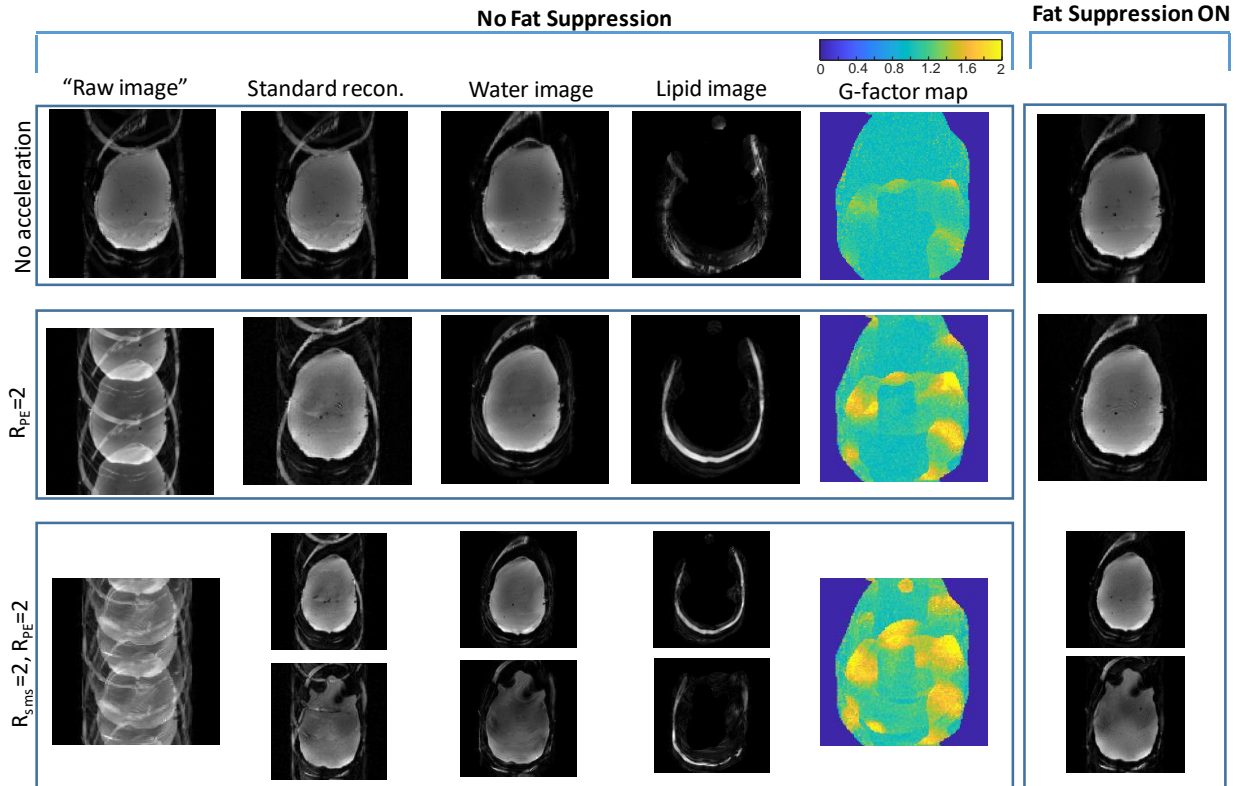 No Fat Suppression
Fat Suppression ON
0 0.4 0.8 1.2 1.6 2
“Raw image” Standard recon. Water image Lipid image G-factor map
No acceleration
RPE=2
Rsms=2, RPE=2